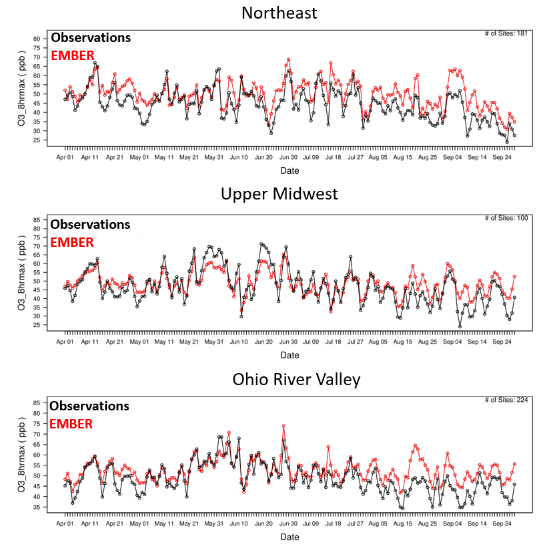 Northeast
# of Sites: 181
Observations
EMBER
O3_8hrmax ( ppb )
80
75
70
65
60
55
50
45
40
35
30
25
Apr 01 Apr 11 Apr 21 May 01 May 11 May 21 May 31 Jun 10 Jun 20 Jun 30 Jul 09 Jul 18 Jul 27 Aug 05 Aug 15 Aug 25 Sep 04 Sep 14 Sep 24
Date
Upper Midwest
# of Sites: 100
Observations
EMBER
O3_8hrmax ( ppb )
85
80
75
70
65
60
55
50
45
40
35
30
25
Apr 01 Apr 11 Apr 21 May 01 May 11 May 21 May 31 Jun 10 Jun 20 Jun 30 Jul 09 Jul 18 Jul 27 Aug 05 Aug 15 Aug 25 Sep 04 Sep 14 Sep 24
Date
Ohio River Valley
# of Sites: 224
Observations
EMBER
O3_8hrmax ( ppb )
85
80
75
70
65
60
55
50
45
40
35
Apr 01 Apr 11 Apr 21 May 01 May 11 May 21 May 31 Jun 10 Jun 20 Jun 30 Jul 09 Jul 18 Jul 27 Aug 05 Aug 15 Aug 25 Sep 04 Sep 14 Sep 24
Date